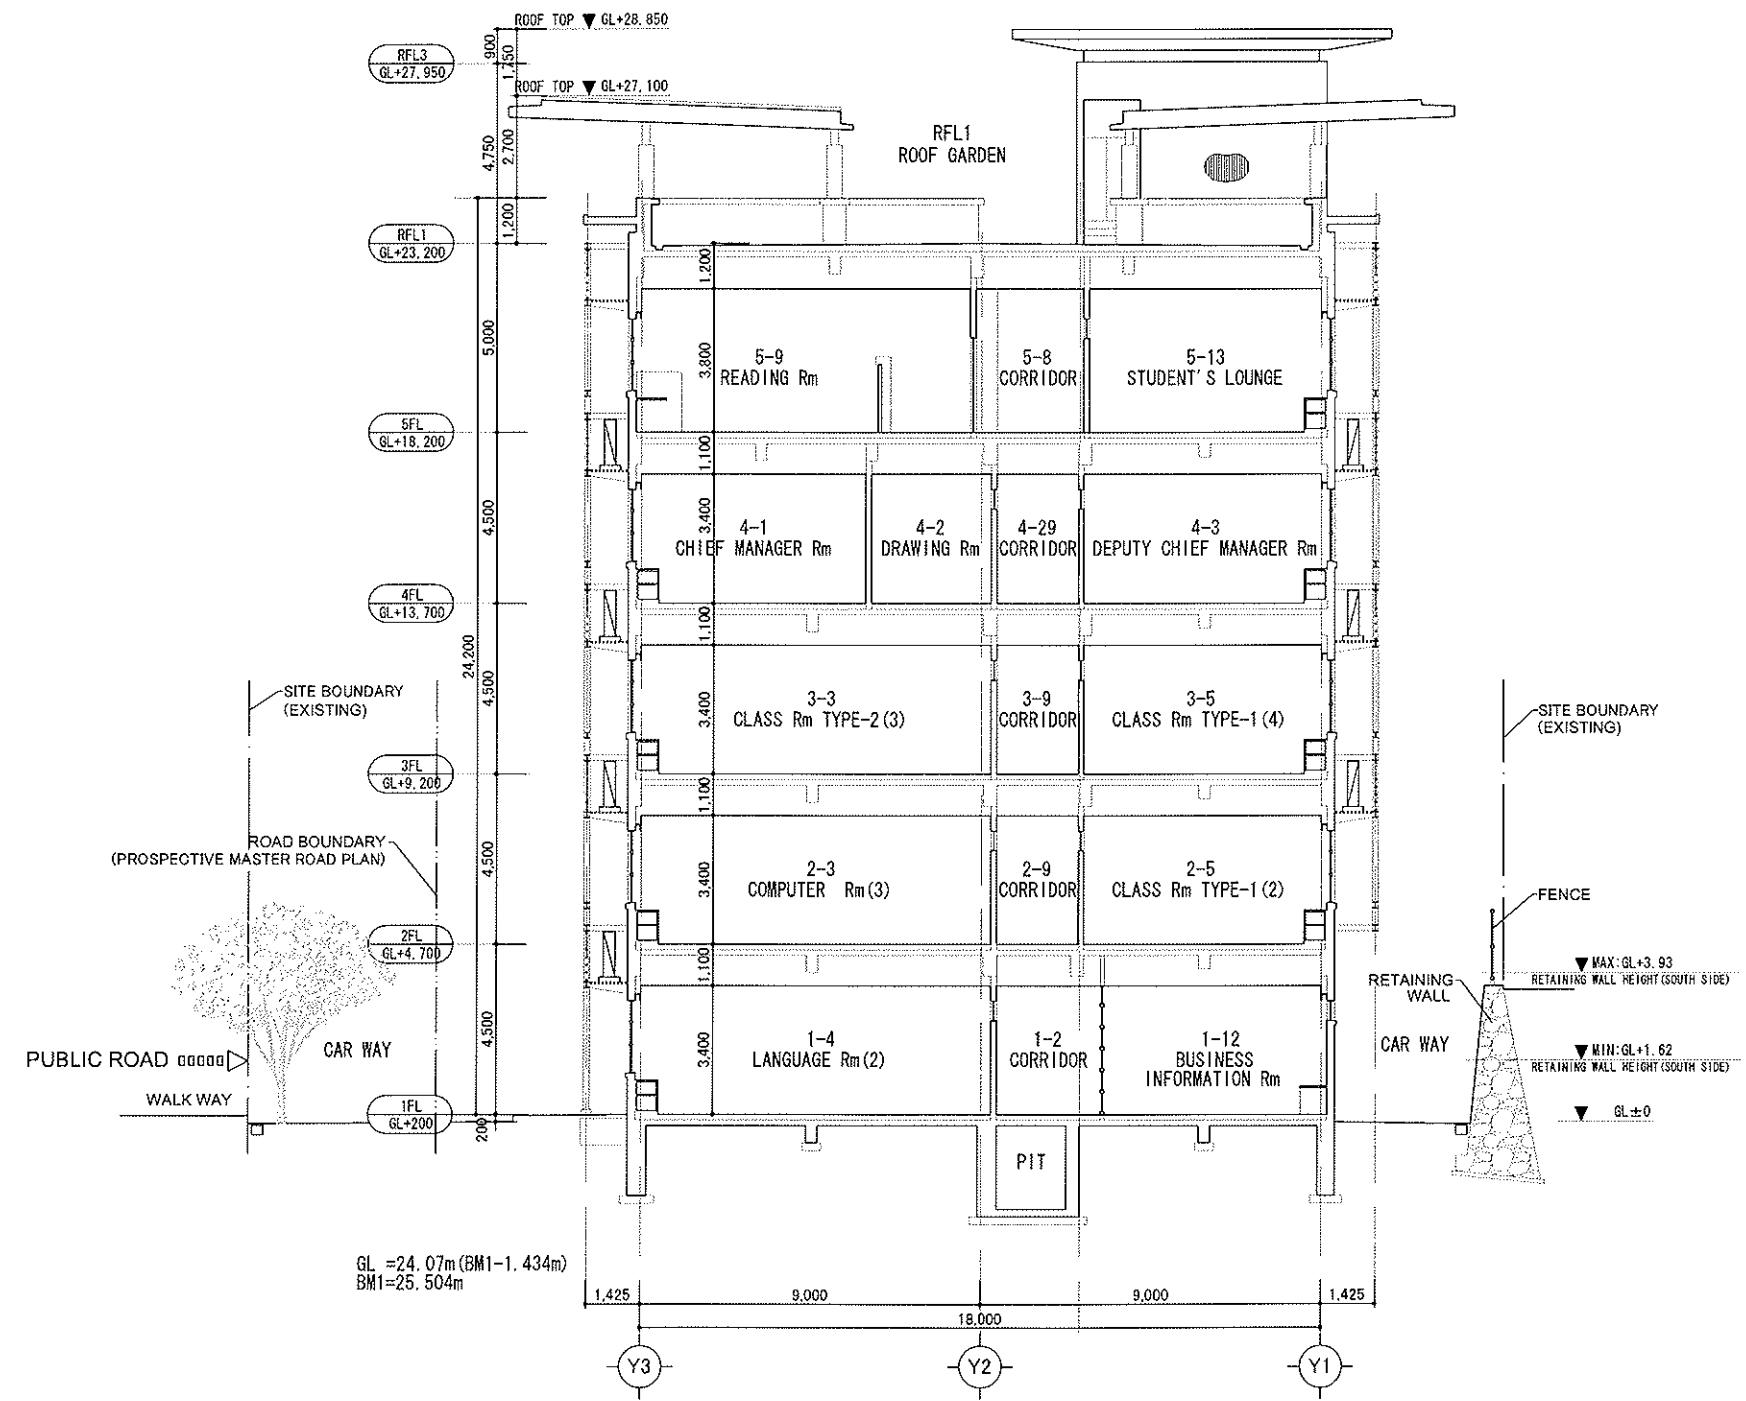 ROOF TOP ▼ GL+28,850
RFL3
GL+27,950
900
1,750
ROOF TOP ▼ GL+27,100
4,750
2,700
RFL1
ROOF GARDEN
1,200
RFL1
GL+23,200
1,200
5,000
3,800
5-9
READING Rm
5-8
CORRIDOR
5-13
STUDENT'S LOUNGE
5FL
GL+18,200
1,100
4,500
3,400
4-1
CHIEF MANAGER Rm
4-2
DRAWING Rm
4-29
CORRIDOR
4-3
DEPUTY CHIEF MANAGER Rm
4FL
GL+13,700
1,100
24,200
4,500
3,400
3-3
CLASS Rm TYPE-2(3)
3-9
CORRIDOR
3-5
CLASS Rm TYPE-1(4)
SITE BOUNDARY
(EXISTING)
SITE BOUNDARY
(EXISTING)
3FL
GL+9,200
1,100
ROAD BOUNDARY
(PROSPECTIVE MASTER ROAD PLAN)
4,500
3,400
2-3
COMPUTER Rm(3)
2-9
CORRIDOR
2-5
CLASS Rm TYPE-1(2)
FENCE
2FL
GL+4,700
1,100
▼ MAX:GL+3.93
RETAINING WALL HEIGHT(SOUTH SIDE)
RETAINING
WALL
4,500
3,400
1-4
LANGUAGE Rm(2)
1-2
CORRIDOR
1-12
BUSINESS
INFORMATION Rm
CAR WAY
CAR WAY
▼ MIN:GL+1.62
RETAINING WALL HEIGHT(SOUTH SIDE)
PUBLIC ROAD
WALK WAY
1FL
GL+200
200
▼ GL±0
PIT
GL =24.07m(BM1-1.434m)
BM1=25.504m
1,425
9,000
9,000
1,425
18,000
Y3
Y2
Y1